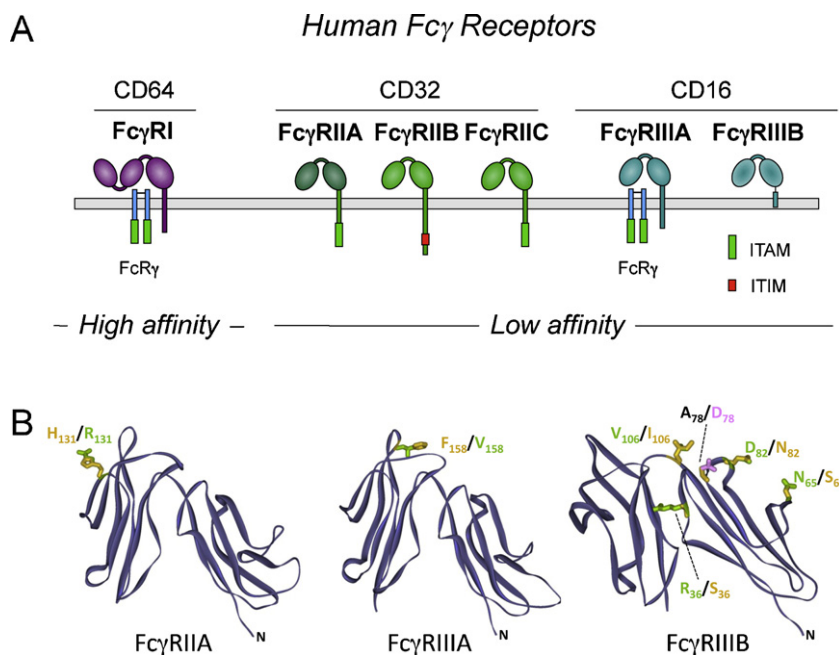 A
Human Fcγ Receptors
CD64 CD32 CD16
FcγRI FcγRIIA FcγRIIB FcγRIIC FcγRIIIA FcγRIIIB
FcRγ FcRγ
ITAM
ITIM
High affinity Low affinity
B
H131/R131
F158/V158
A78/D78
V106/I106
D82/N82
N65/S6
R36/S36
N N N
FcγRIIA FcγRIIIA FcγRIIIB